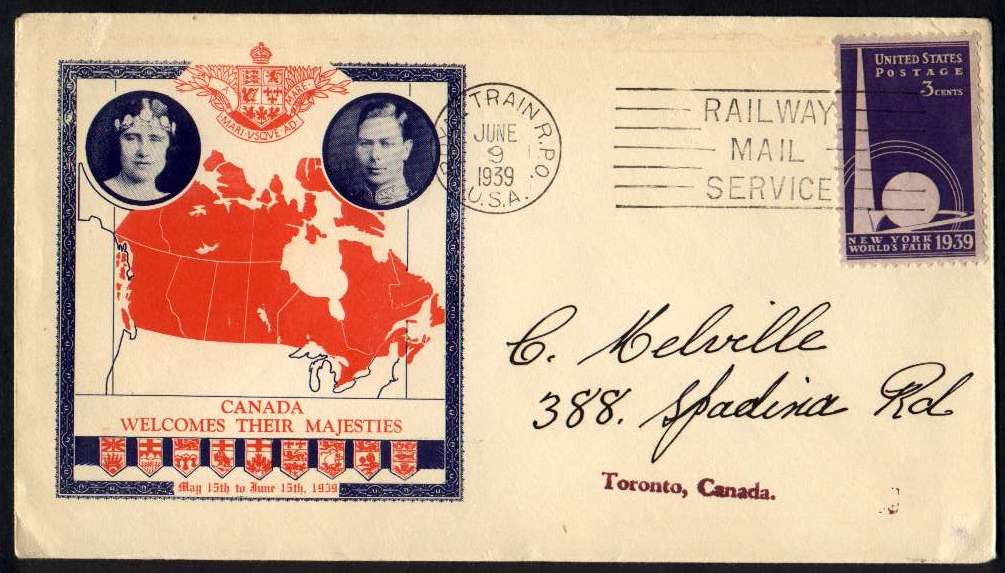 A MARI VSQVE AD MARE
CANADA
WELCOMES THEIR MAJESTIES
May 15th to June 15th, 1939
TRAIN R.P.O.
JUNE
9
1939
U.S.A.
RAILWAY
MAIL
SERVICE
UNITED STATES
POSTAGE
3 CENTS
NEW YORK
WORLD'S FAIR 1939
C. Melville
388. Spadina Rd
Toronto, Canada.